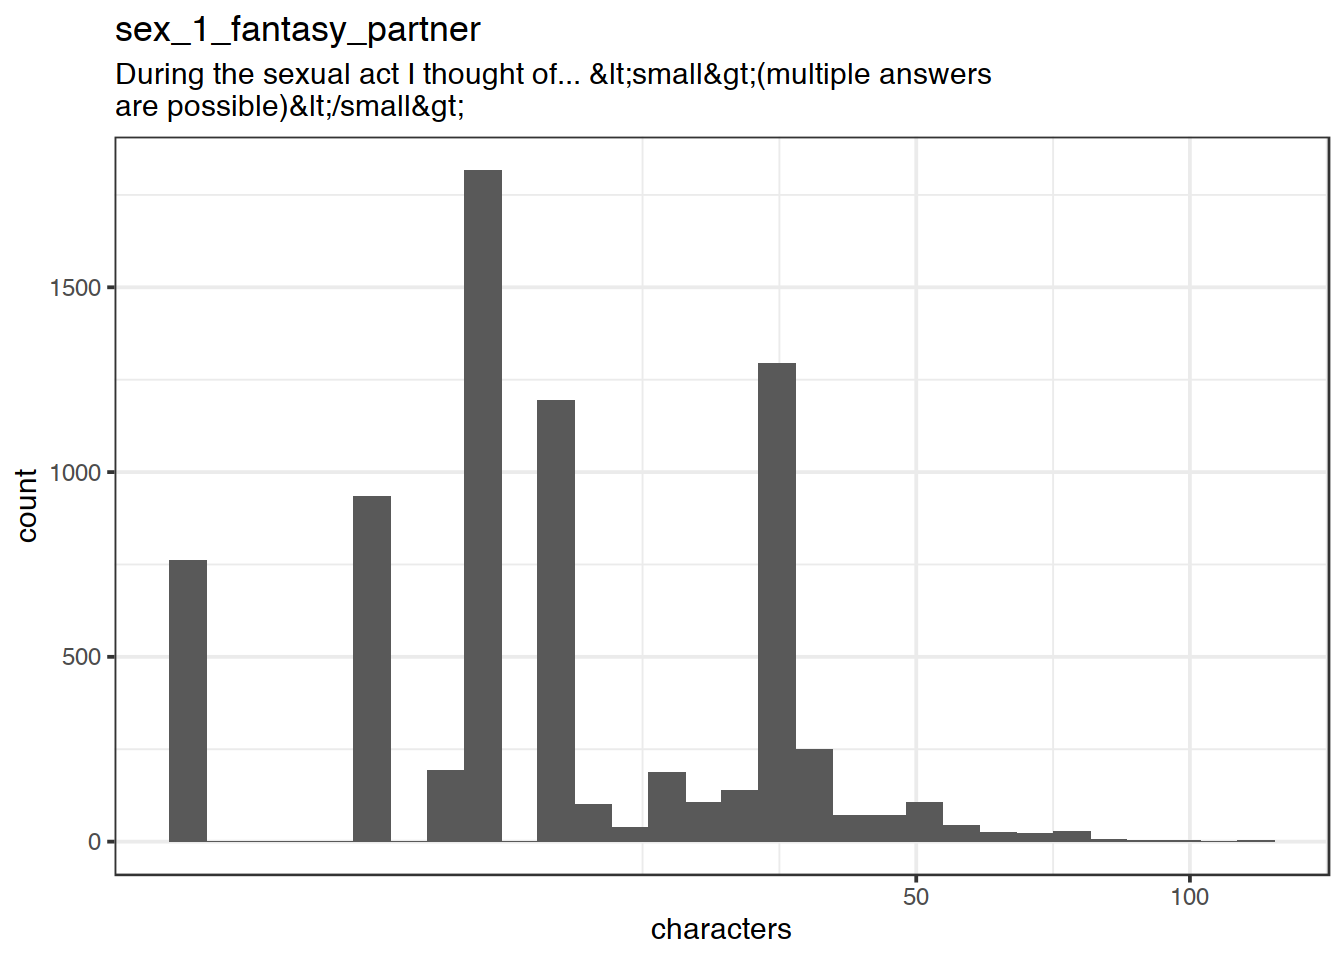 sex_1_fantasy_partner
During the sexual act I thought of... &lt;small&gt;(multiple answers
are possible)&lt;/small&gt;
1500
1000
500
0
count
50
100
characters